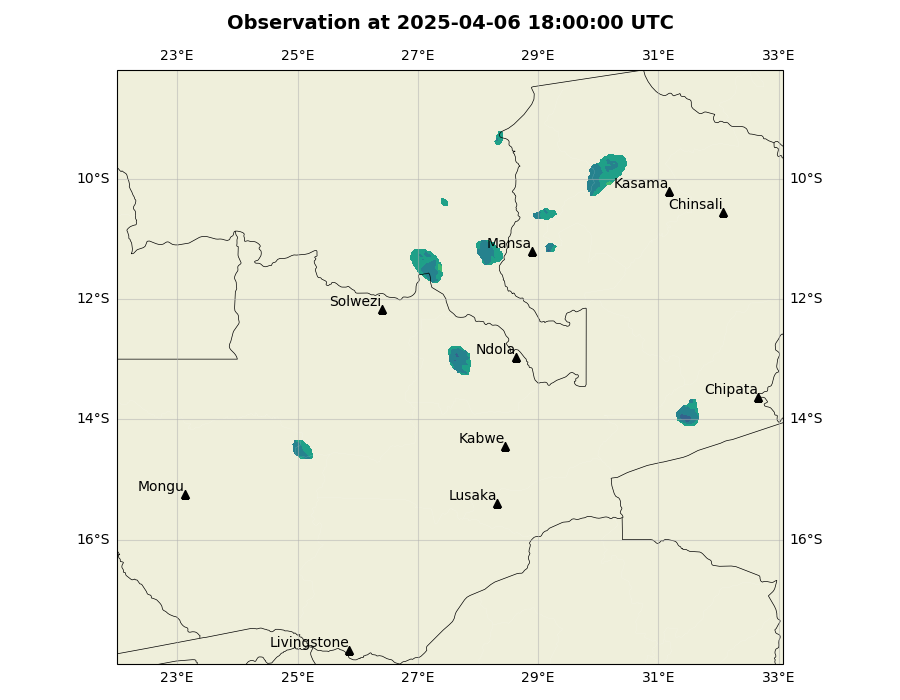 Observation at 2025-04-06 18:00:00 UTC
23°E 25°E 27°E 29°E 31°E 33°E
10°S Kasama 10°S
Chinsali
Mansa
12°S Solwezi 12°S
Ndola
Chipata
14°S 14°S
Kabwe
Mongu Lusaka
16°S 16°S
Livingstone
23°E 25°E 27°E 29°E 31°E 33°E